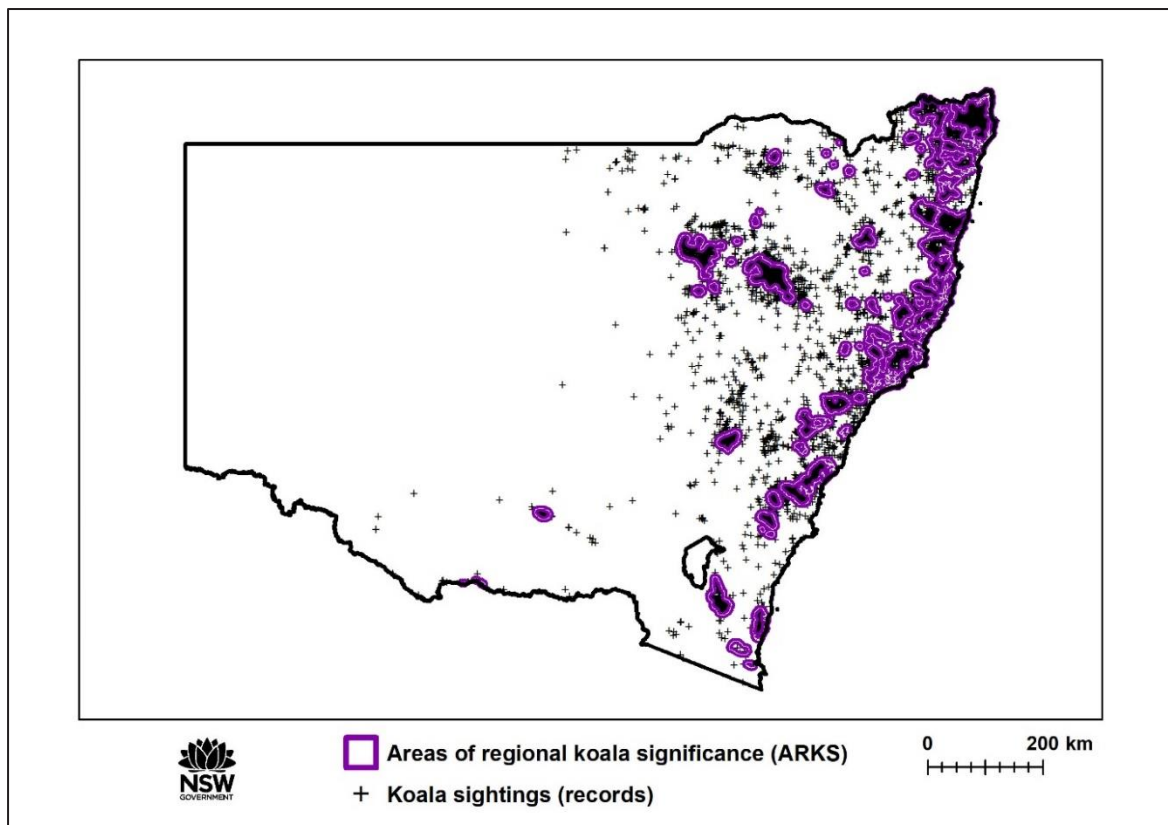 Areas of regional koala significance (ARKS)
Koala sightings (records)
0 200 km
NSW
GOVERNMENT